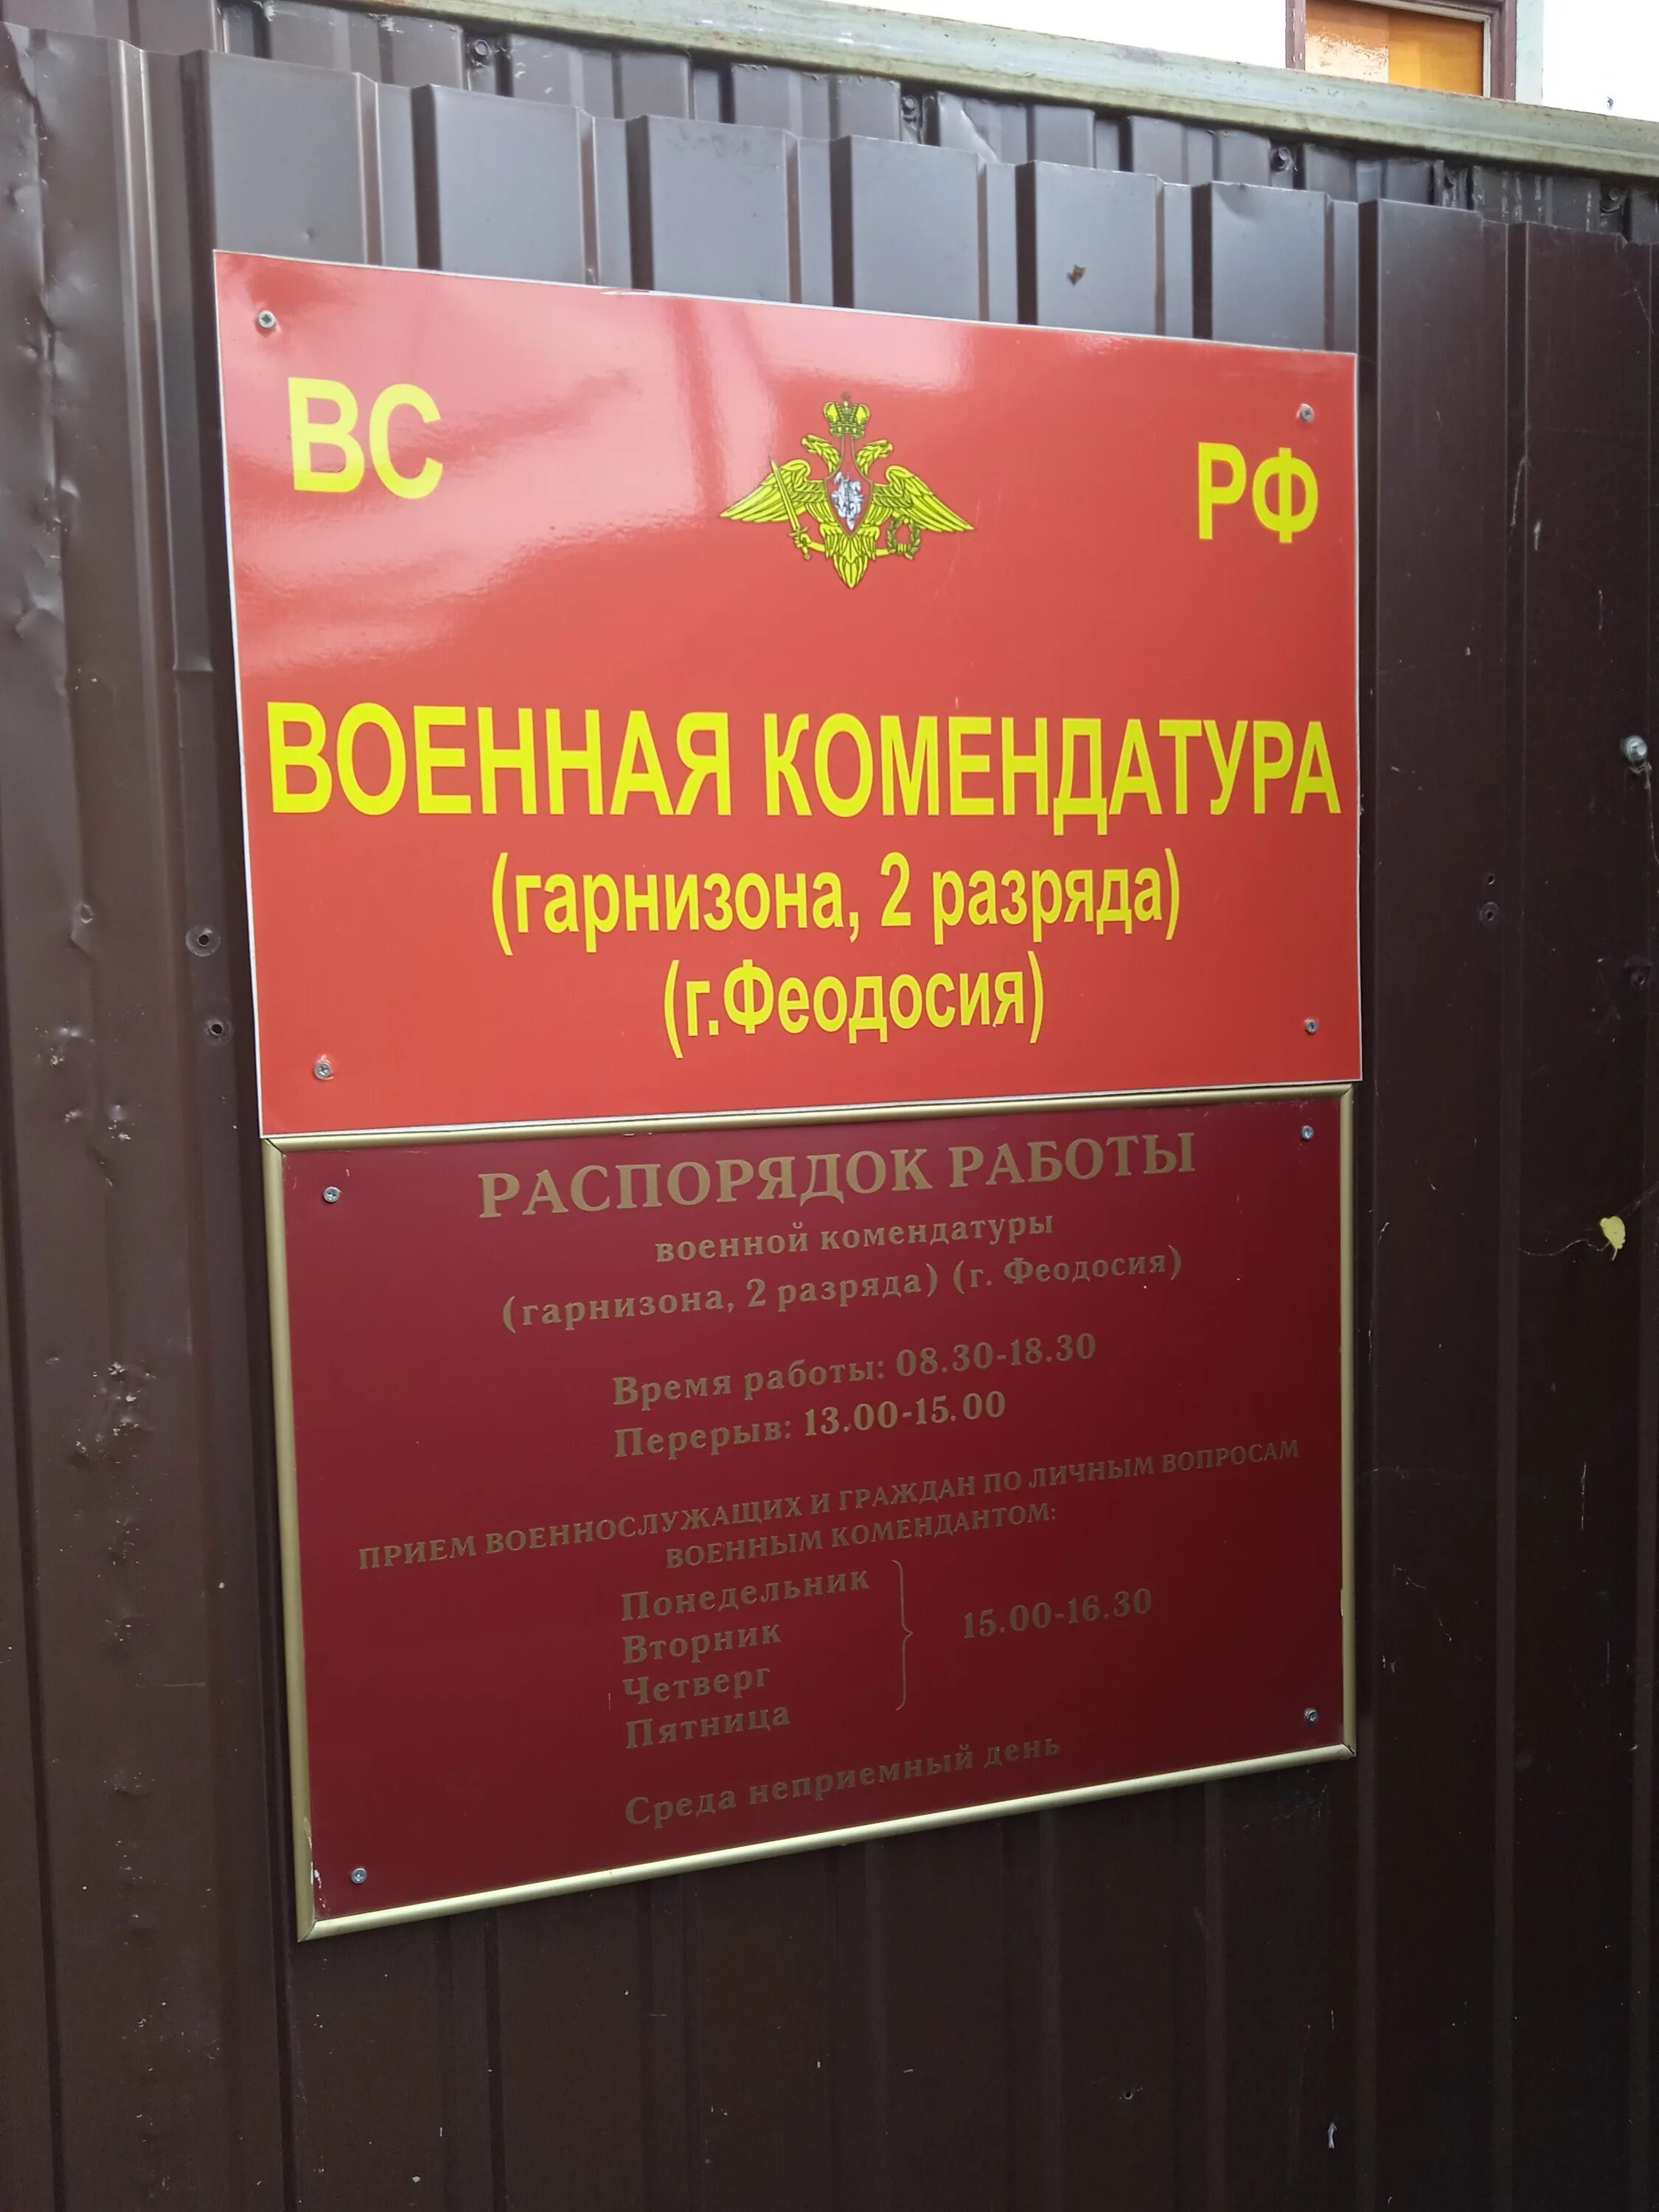 ВС РФ
ВОЕННАЯ КОМЕНДАТУРА
(гарнизона, 2 разряда)
(г.Феодосия)
РАСПОРЯДОК РАБОТЫ
военной комендатуры
(гарнизона, 2 разряда) (г. Феодосия)
Время работы: 08.30-18.30
Перерыв: 13.00-15.00
ПРИЕМ ВОЕННОСЛУЖАЩИХ И ГРАЖДАН ПО ЛИЧНЫМ ВОПРОСАМ
ВОЕННЫМ КОМЕНДАНТОМ:
Понедельник
Вторник
15.00-16.30
Четверг
Пятница
Среда неприемный день